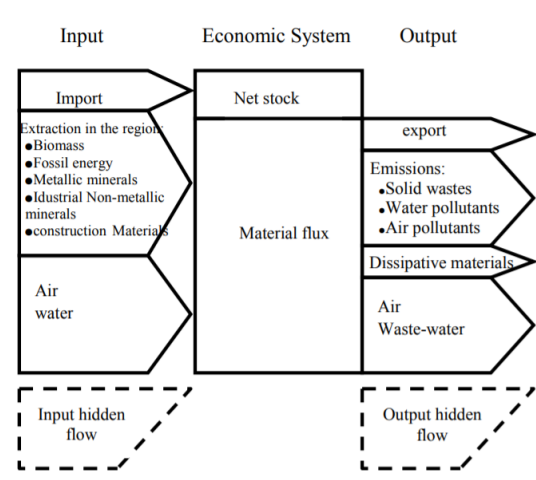 Input
Economic System
Output
Import
Extraction in the region:
●Biomass
●Fossil energy
●Metallic minerals
●Idustrial Non-metallic
minerals
●construction Materials
Air
water
Input hidden
flow
Net stock
Material flux
export
Emissions:
●Solid wastes
●Water pollutants
●Air pollutants
Dissipative materials
Air
Waste-water
Output hidden
flow